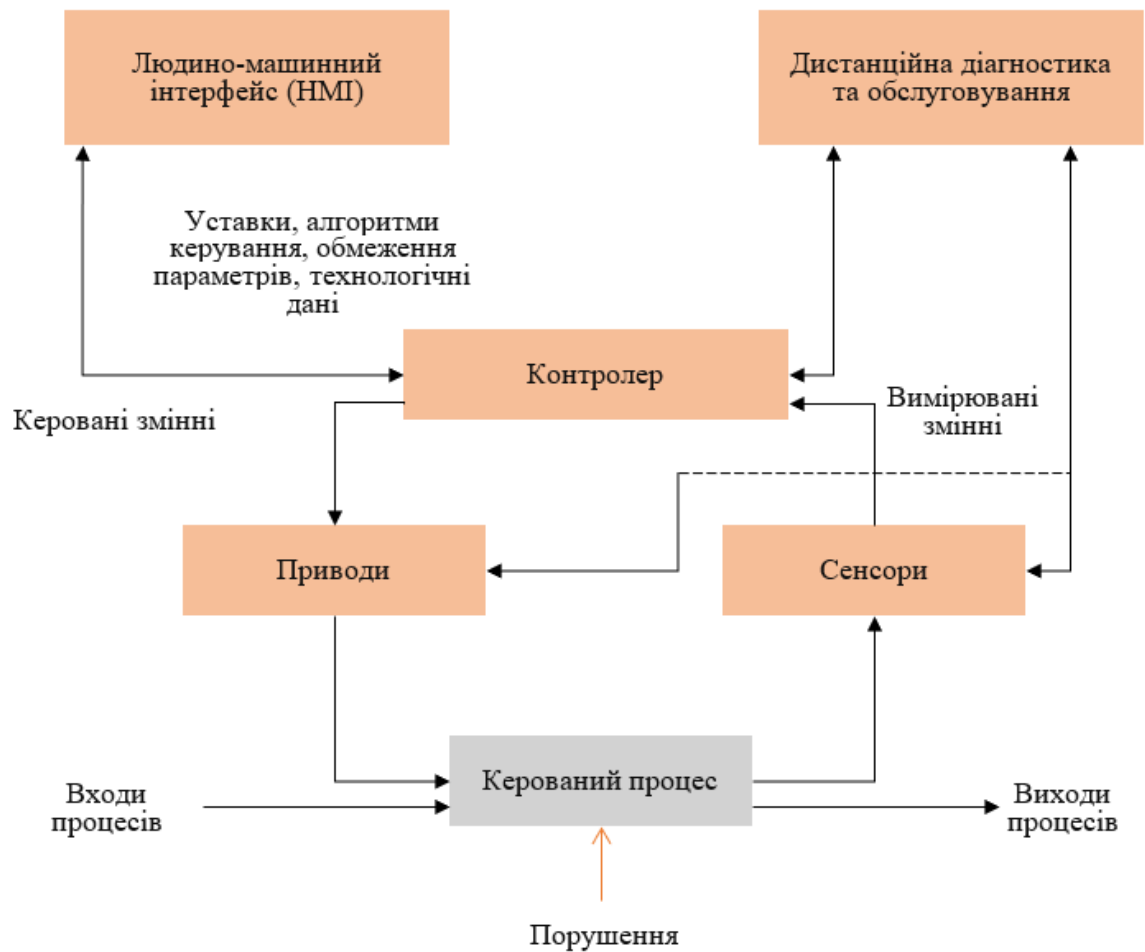 Людино-машинний
інтерфейс (HMI)
Дистанційна діагностика
та обслуговування
Уставки, алгоритми
керування, обмеження
параметрів, технологічні
дані
Контролер
Керовані змінні
Вимірювані
змінні
Приводи
Сенсори
Керований процес
Входи
процесів
Виходи
процесів
Порушення